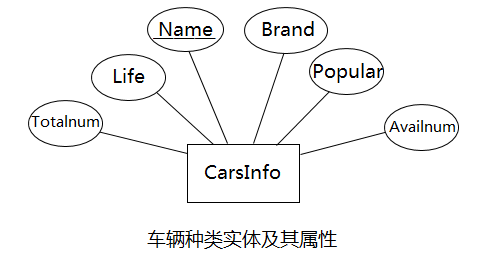 Name
Brand
Life
Popular
Totalnum
Availnum
CarsInfo
车辆种类实体及其属性